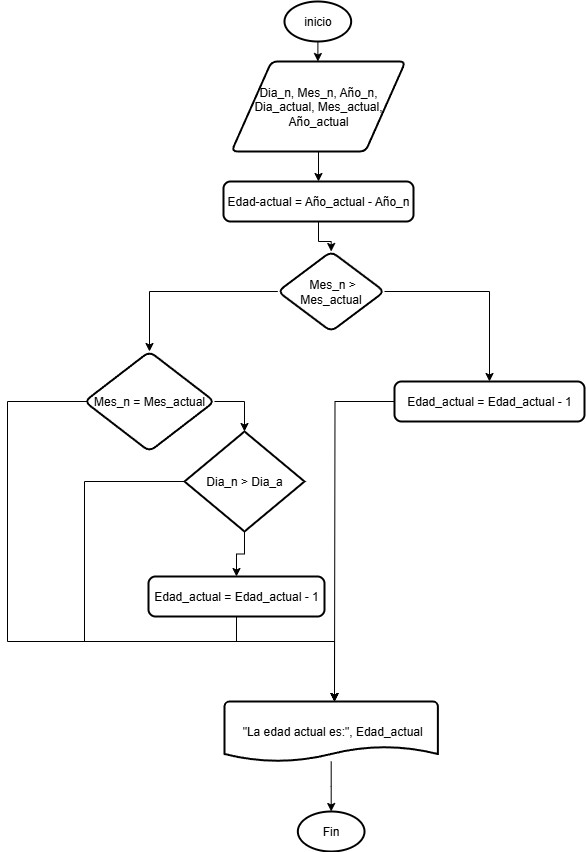 inicio
Dia_n, Mes_n, Año_n,
Dia_actual, Mes_actual,
Año_actual
Edad-actual = Año_actual - Año_n
Mes_n >
Mes_actual
Mes_n = Mes_actual
Edad_actual = Edad_actual - 1
Dia_n > Dia_a
Edad_actual = Edad_actual - 1
"La edad actual es:", Edad_actual
Fin